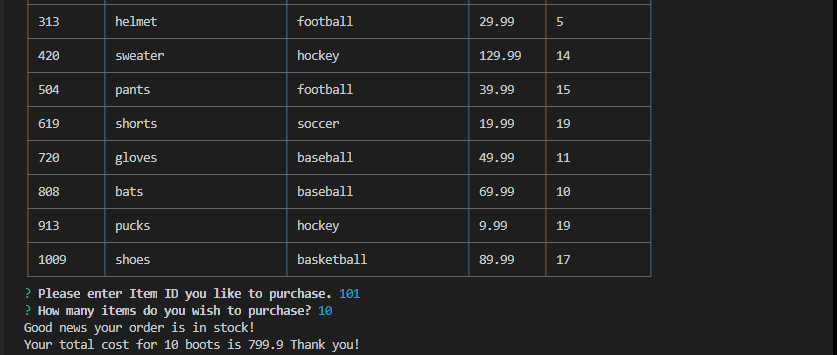 313 helmet football 29.99 5
420 sweater hockey 129.99 14
504 pants football 39.99 15
619 shorts soccer 19.99 19
720 gloves baseball 49.99 11
808 bats baseball 69.99 10
913 pucks hockey 9.99 19
1009 shoes basketball 89.99 17
? Please enter Item ID you like to purchase. 101
? How many items do you wish to purchase? 10
Good news your order is in stock!
Your total cost for 10 boots is 799.9 Thank you!